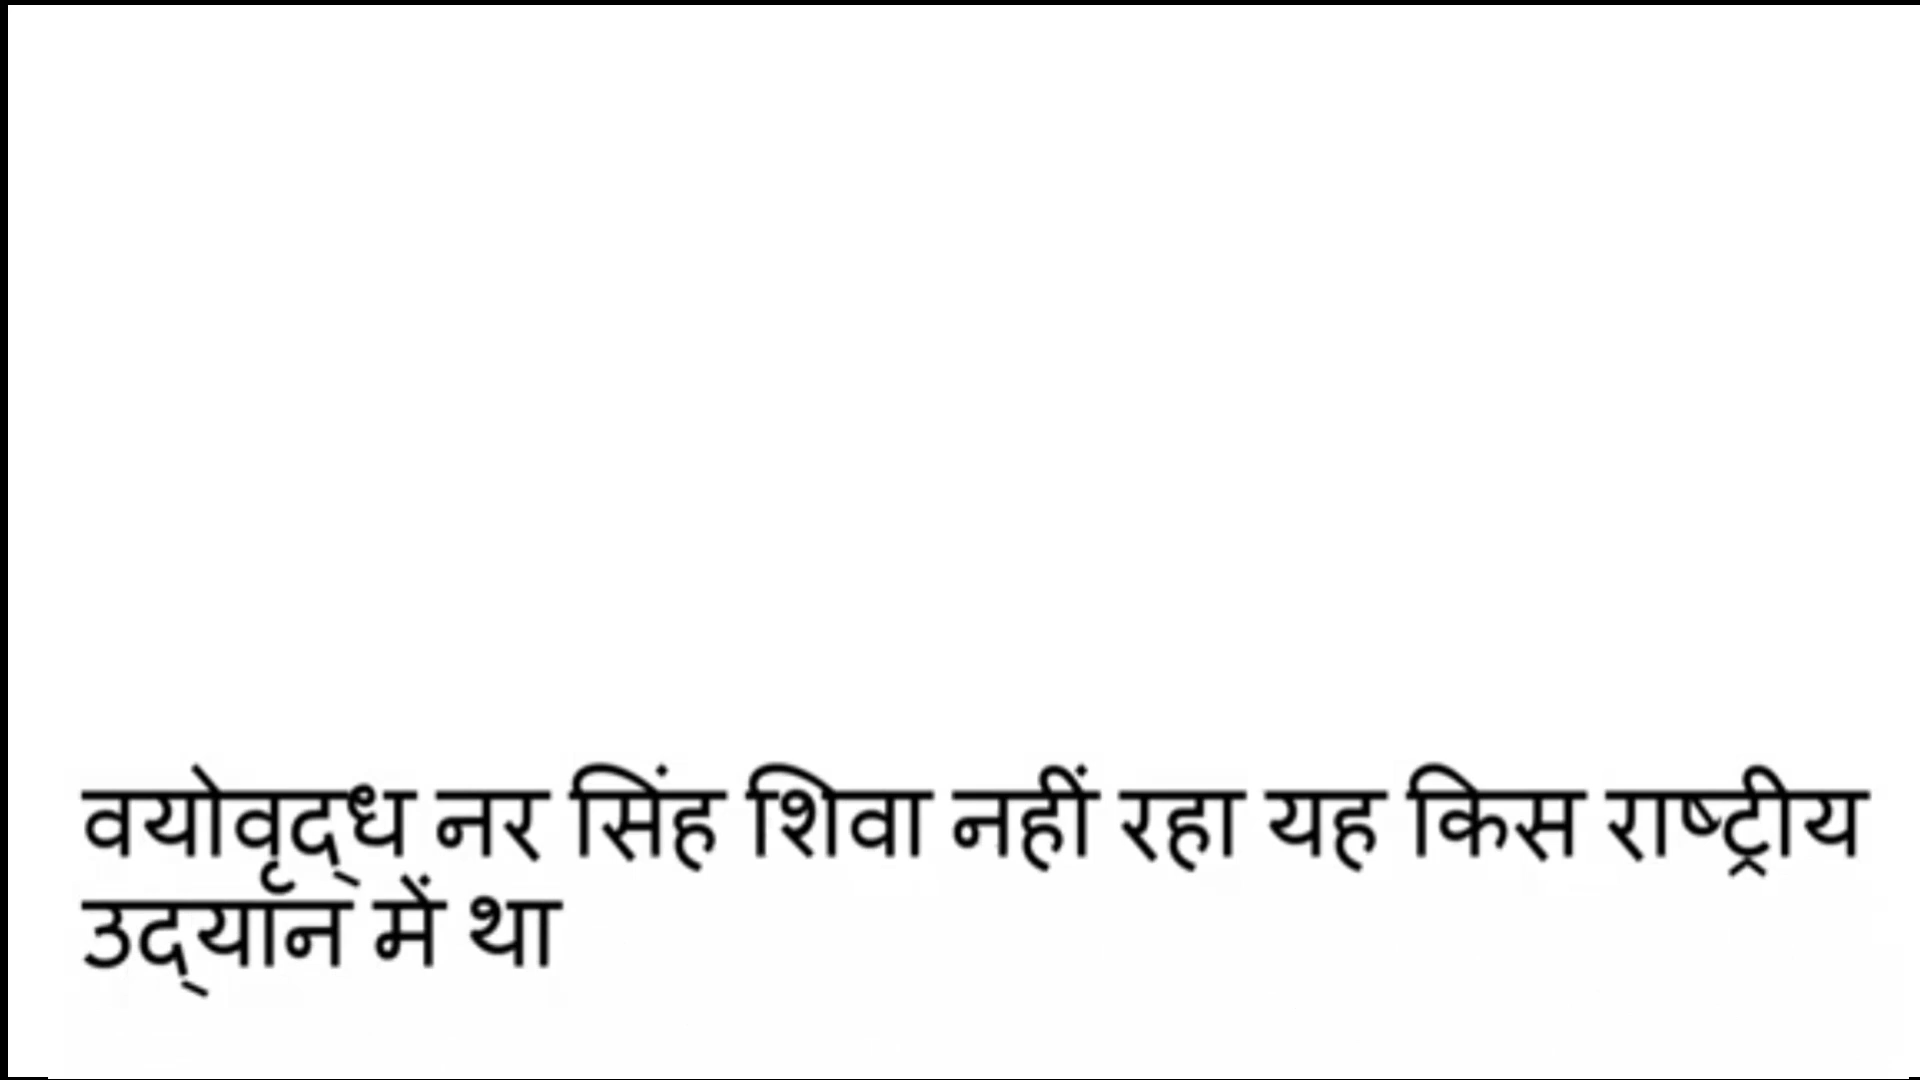 वयोवृद्‌ध नर सिंह शिवा नहीं रहा यह किस राष्ट्रीय
उद्‌यान में था